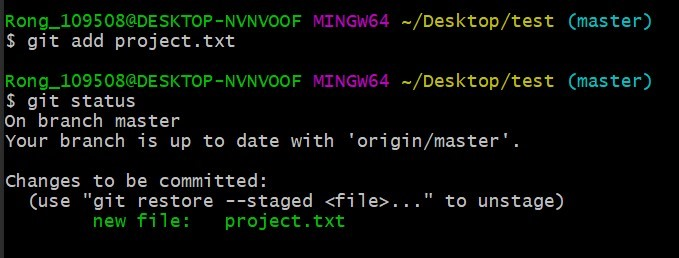 Rong_109508@DESKTOP-NVNVOOF MINGW64 ~/Desktop/test (master)
$ git add project.txt
Rong_109508@DESKTOP-NVNVOOF MINGW64 ~/Desktop/test (master)
$ git status
On branch master
Your branch is up to date with 'origin/master'.
Changes to be committed:
(use "git restore --staged <file>..." to unstage)
new file: project.txt